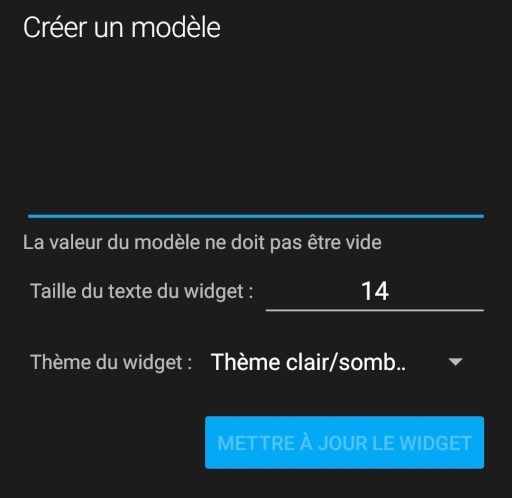 Créer un modèle
La valeur du modèle ne doit pas être vide
Taille du texte du widget : 14
Thème du widget : Thème clair/somb..
METTRE À JOUR LE WIDGET